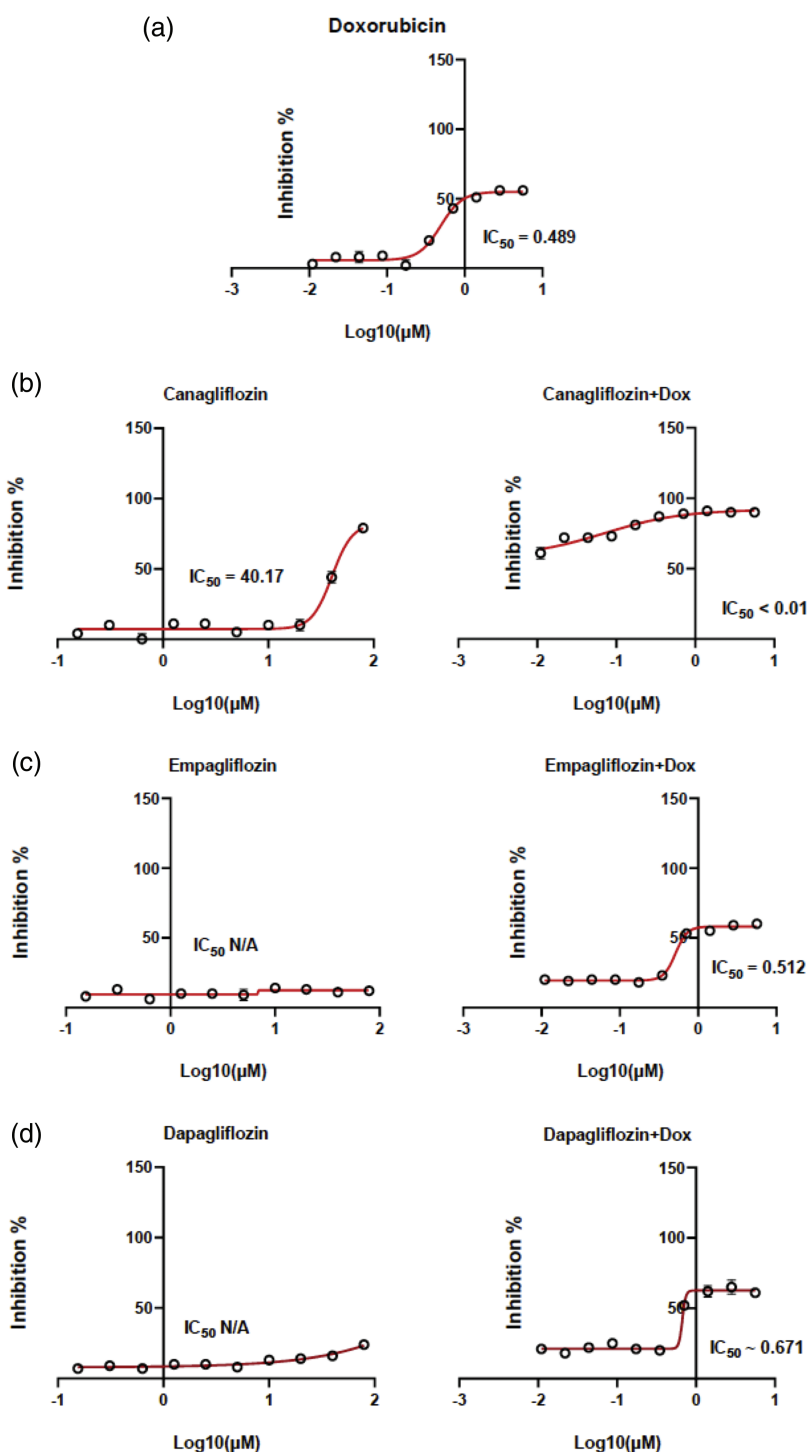 (a)
Doxorubicin
150
100
50
Inhibition %
IC50 = 0.489
-3 -2 -1 0 1
Log10(µM)
(b)
Canagliflozin
150
100
50
Inhibition %
IC50 = 40.17
-1 0 1 2
Log10(µM)
Canagliflozin+Dox
150
100
50
Inhibition %
IC50 < 0.01
-3 -2 -1 0 1
Log10(µM)
(c)
Empagliflozin
150
100
50
Inhibition %
IC50 N/A
-1 0 1 2
Log10(µM)
Empagliflozin+Dox
150
100
50
Inhibition %
IC50 = 0.512
-3 -2 -1 0 1
Log10(µM)
(d)
Dapagliflozin
150
100
50
Inhibition %
IC50 N/A
-1 0 1 2
Log10(µM)
Dapagliflozin+Dox
150
100
50
Inhibition %
IC50 ~ 0.671
-3 -2 -1 0 1
Log10(µM)